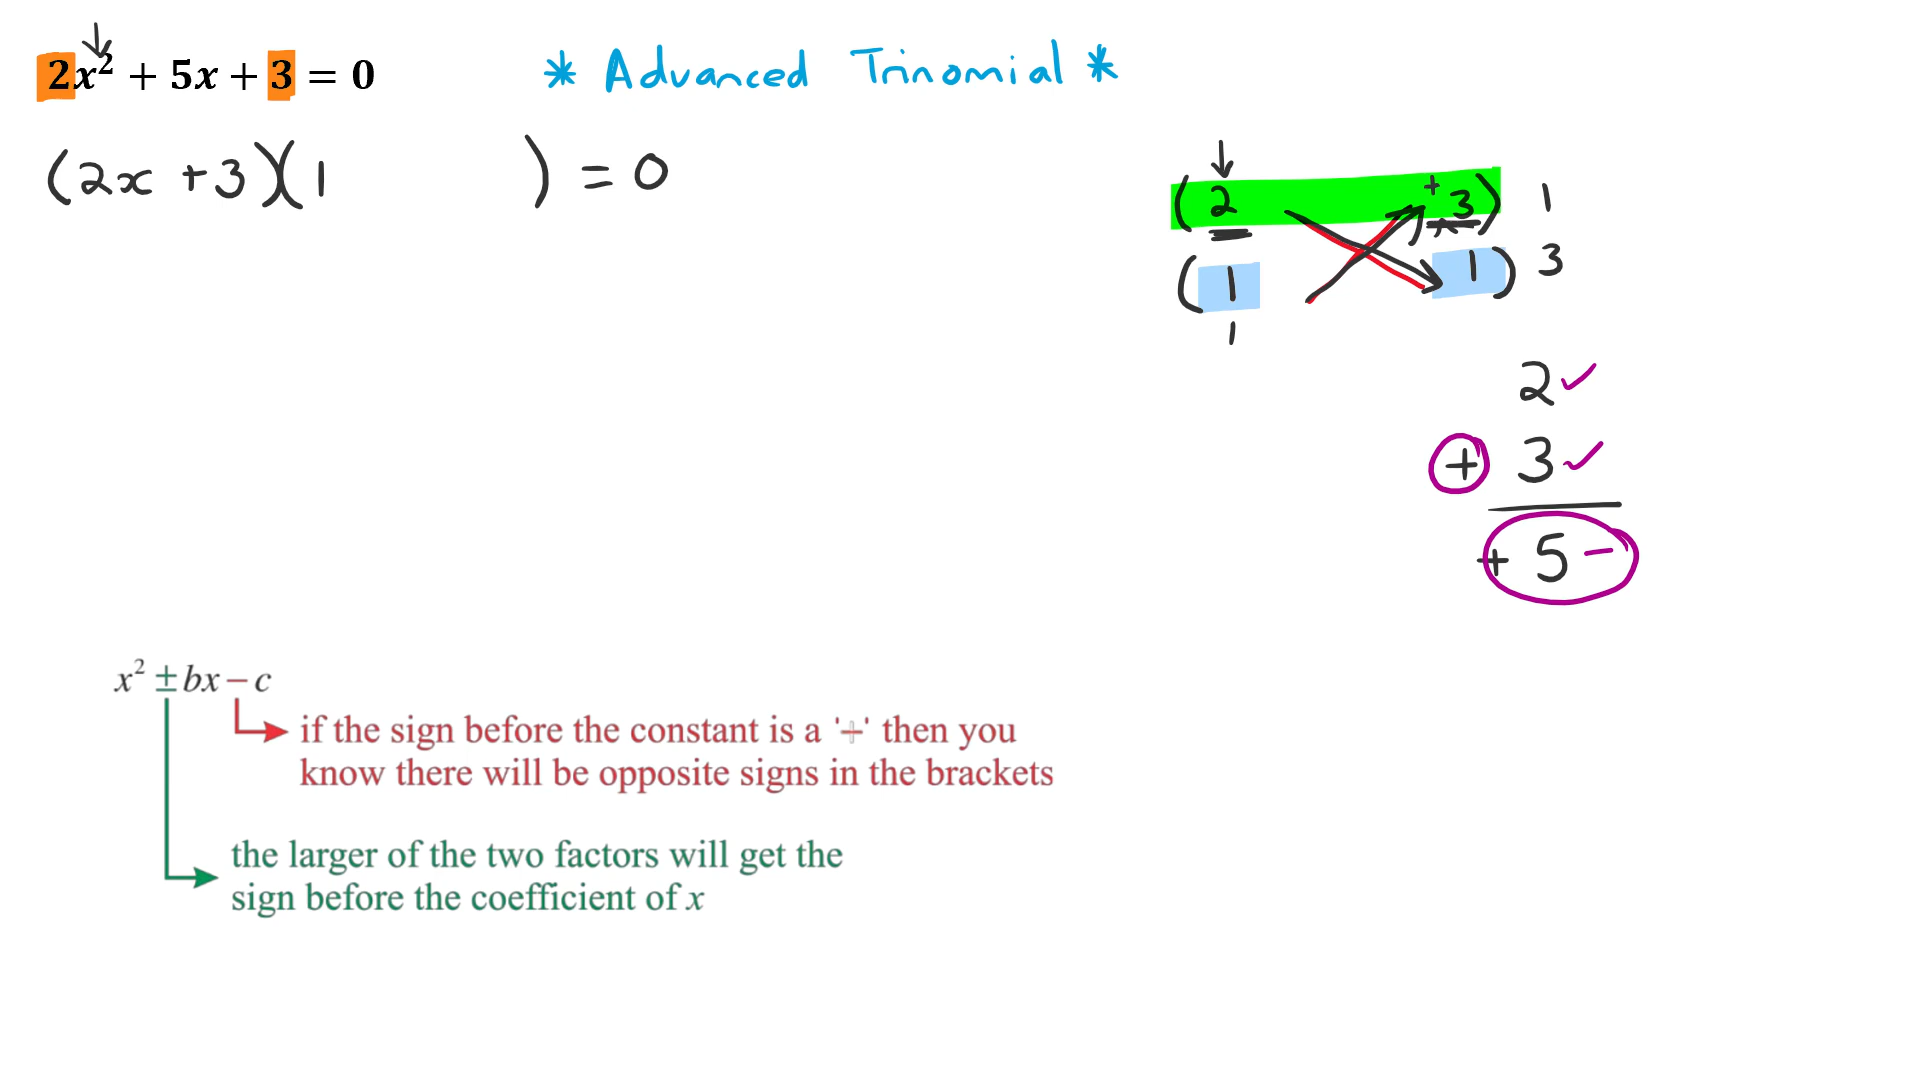 2x² + 5x + 3 = 0
* Advanced Trinomial *
(2x +3)(1 ) = 0
(2 +3) 1
(1 1) 3
1
2
+ 3
+ 5 −
x² ± bx − c
if the sign before the constant is a '+' then you
know there will be opposite signs in the brackets
the larger of the two factors will get the
sign before the coefficient of x